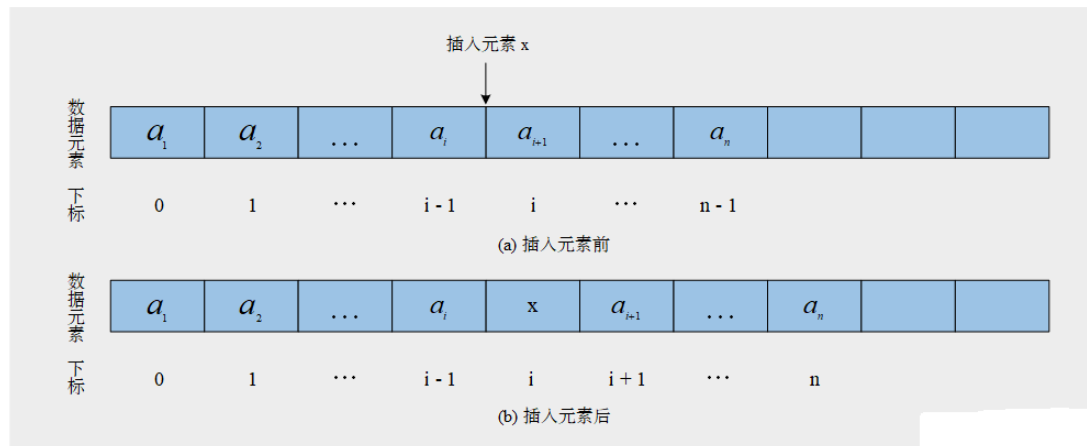 插入元素 x
数据元素
a₁ a₂ ... aᵢ aᵢ₊₁ ... aₙ
下标
0 1 ... i - 1 i ... n - 1
(a) 插入元素前
数据元素
a₁ a₂ ... aᵢ x aᵢ₊₁ ... aₙ
下标
0 1 ... i - 1 i i + 1 ... n
(b) 插入元素后